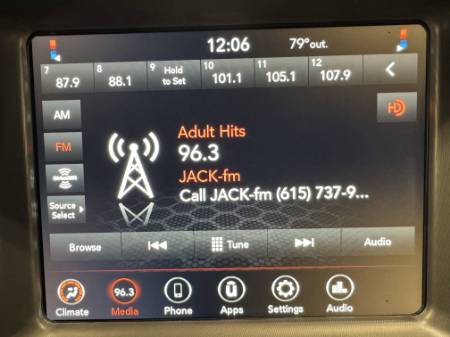 12:06 79°out.
7 8 9 Hold to Set 10 11 12
87.9 88.1 101.1 105.1 107.9
AM
HD
Adult Hits
FM
96.3
JACK-fm
Call JACK-fm (615) 737-9...
Source
Select
Browse Tune Audio
96.3
Climate Media Phone Apps Settings Audio